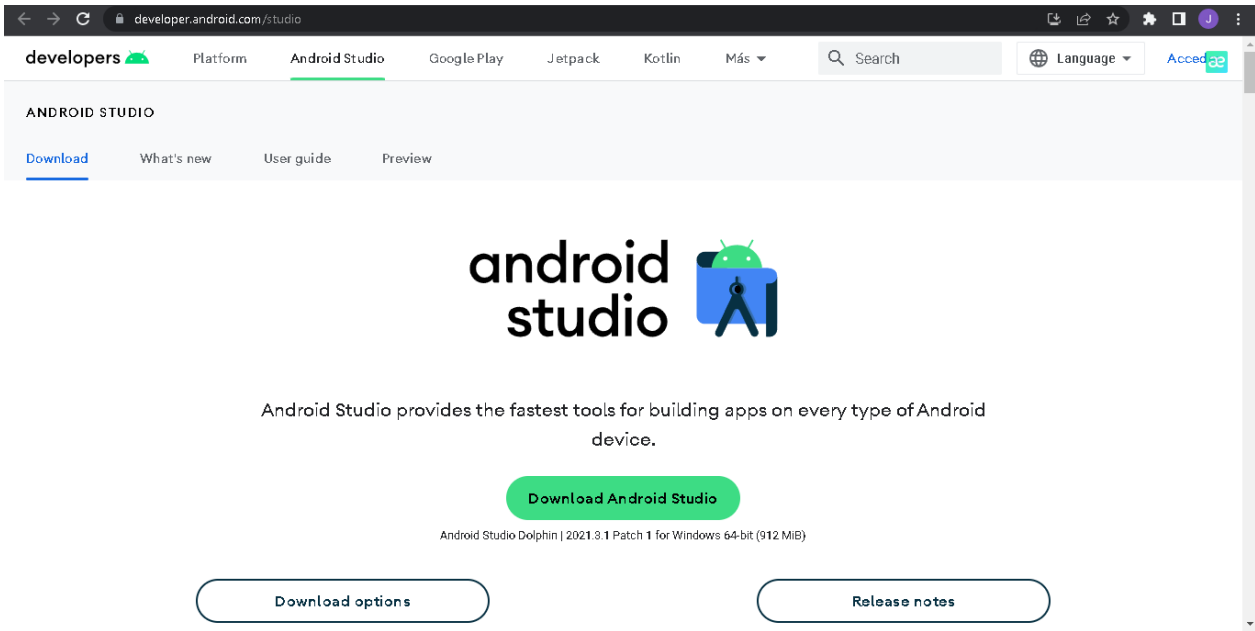 developer.android.com/studio
J
developers Platform Android Studio Google Play Jetpack Kotlin Más Search Language Acced
ANDROID STUDIO
Download What's new User guide Preview
android
studio
Android Studio provides the fastest tools for building apps on every type of Android
device.
Download Android Studio
Android Studio Dolphin | 2021.3.1 Patch 1 for Windows 64-bit (912 MiB)
Download options Release notes